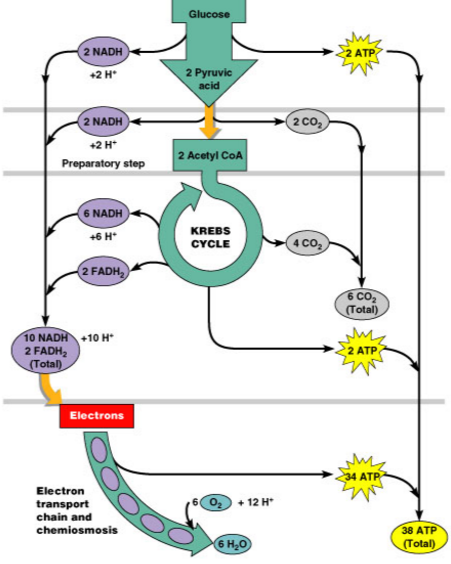 Glucose
2 NADH
+2 H⁺
2 ATP
2 Pyruvic
acid
2 NADH
+2 H⁺
2 CO₂
Preparatory step
2 Acetyl CoA
6 NADH
+6 H⁺
KREBS
CYCLE
4 CO₂
2 FADH₂
6 CO₂
(Total)
10 NADH
2 FADH₂
(Total)
+10 H⁺
2 ATP
Electrons
34 ATP
Electron
transport
chain and
chemiosmosis
6 O₂ + 12 H⁺
6 H₂O
38 ATP
(Total)